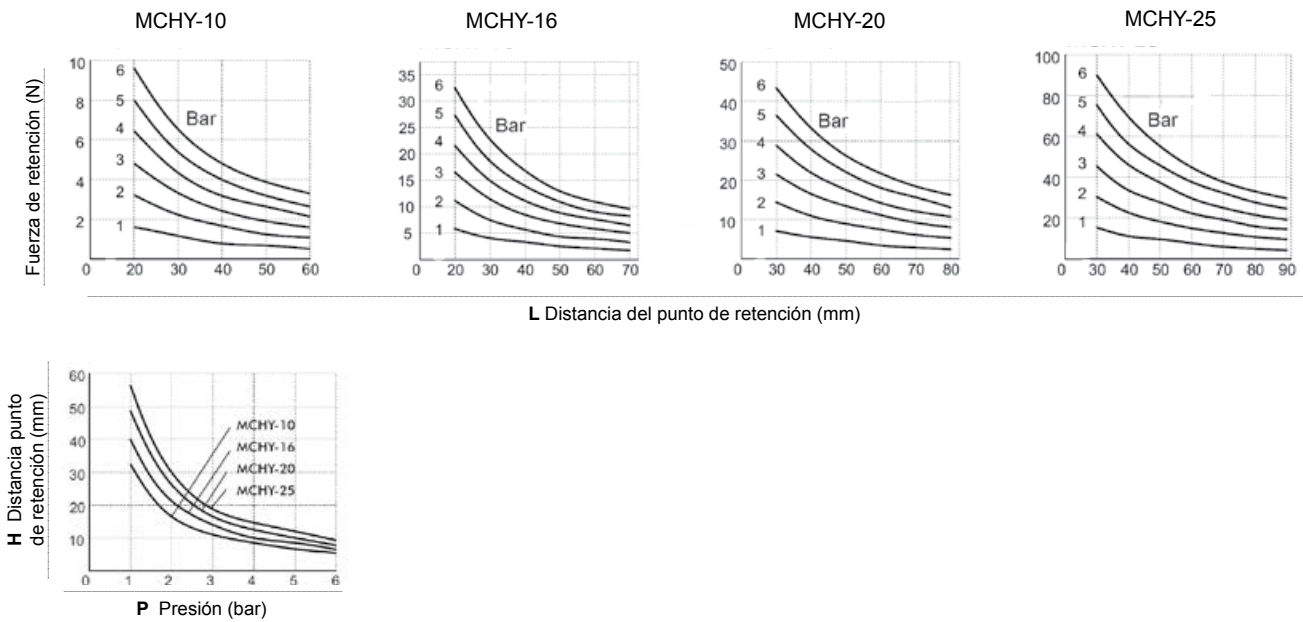 MCHY-10 MCHY-16 MCHY-20 MCHY-25
Fuerza de retención (N)
10
8
6
4
2
0 20 30 40 50 60
6
5
4
3
2
1
Bar
35
30
25
20
15
10
5
0 20 30 40 50 60 70
6
5
4
3
2
1
Bar
50
40
30
20
10
0 30 40 50 60 70 80
6
5
4
3
2
1
Bar
100
80
60
40
20
0 30 40 50 60 70 80 90
6
5
4
3
2
1
Bar
L Distancia del punto de retención (mm)
H Distancia punto
de retención (mm)
60
50
40
30
20
10
0 1 2 3 4 5 6
MCHY-10
MCHY-16
MCHY-20
MCHY-25
P Presión (bar)